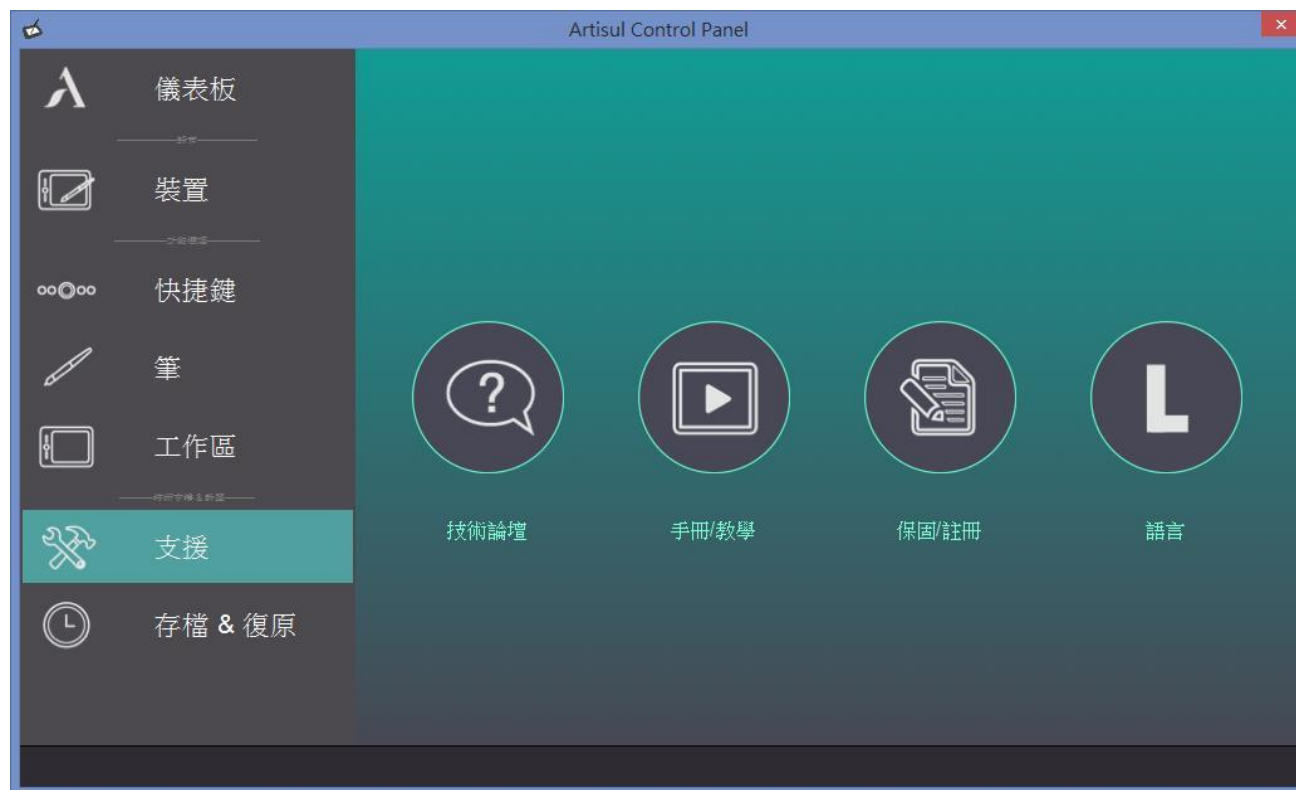 Artisul Control Panel
儀表板
裝置
快捷鍵
筆
工作區
支援
存檔 & 復原
L
技術論壇
手冊/教學
保固/註冊
語言